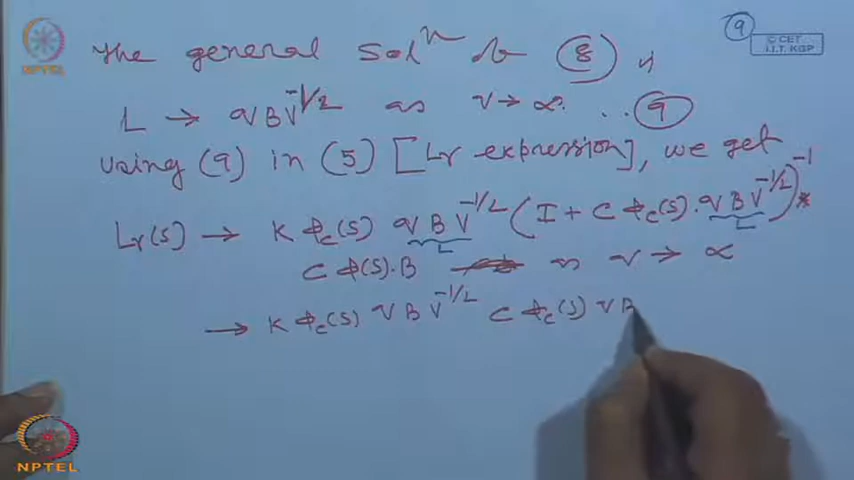 The general Solⁿ to (8) is
(9)
© CET
I.I.T. KGP
NPTEL
L → q B V^{-1/2} as q → ∞ . . . (9)
using (9) in (5) [Lr expression], we get
Lr(s) → K Φc(s) q B V^{-1/2} (I + C Φc(s) . q B V^{-1/2})^{-1} *
L L
C Φ(s) . B as q → ∞
→ K Φc(s) q B V^{-1/2} C Φc(s) q B
NPTEL